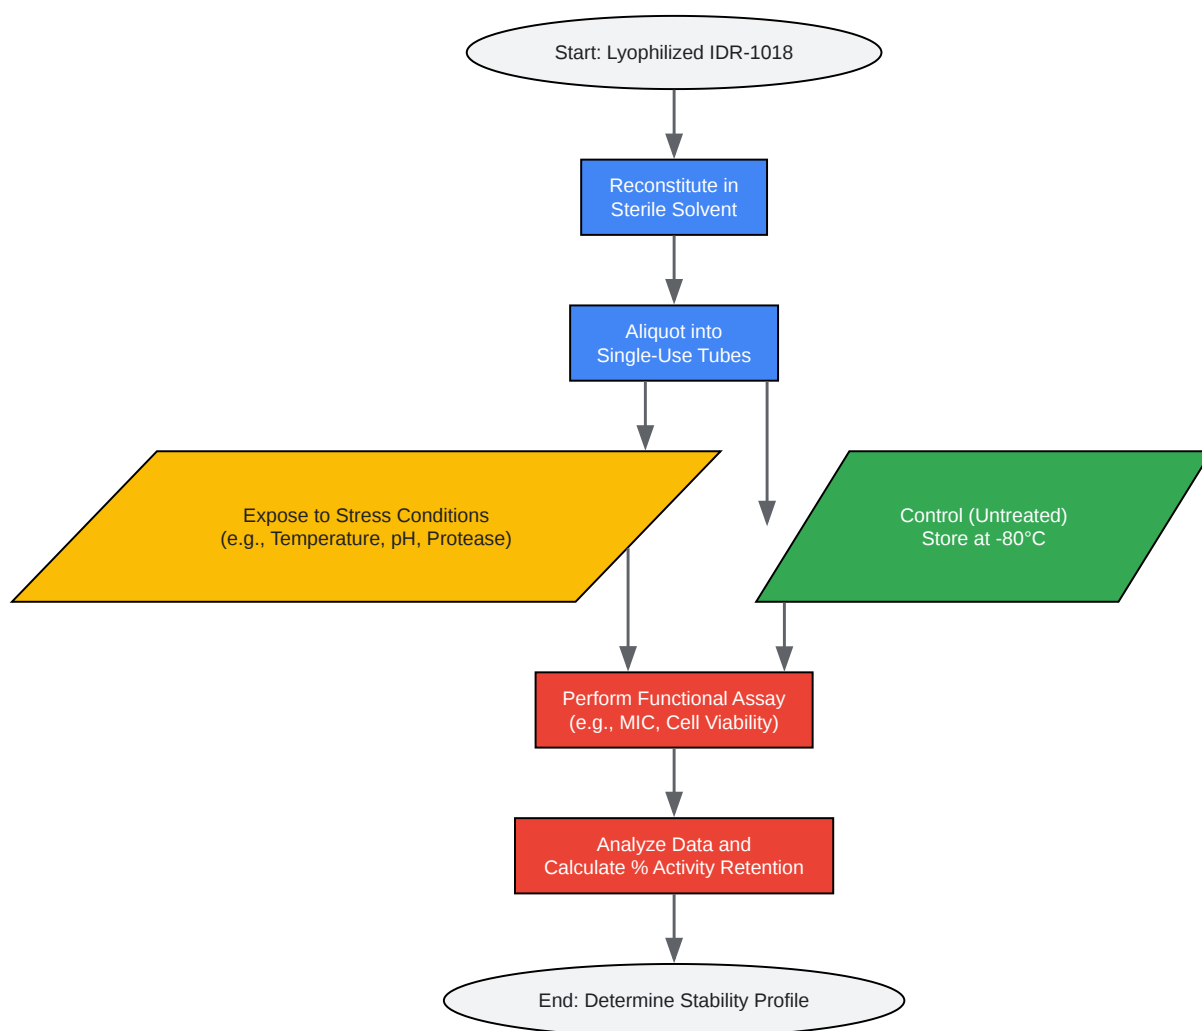 Start: Lyophilized IDR-1018
Reconstitute in
Sterile Solvent
Aliquot into
Single-Use Tubes
Expose to Stress Conditions
(e.g., Temperature, pH, Protease)
Control (Untreated)
Store at -80°C
Perform Functional Assay
(e.g., MIC, Cell Viability)
Analyze Data and
Calculate % Activity Retention
End: Determine Stability Profile